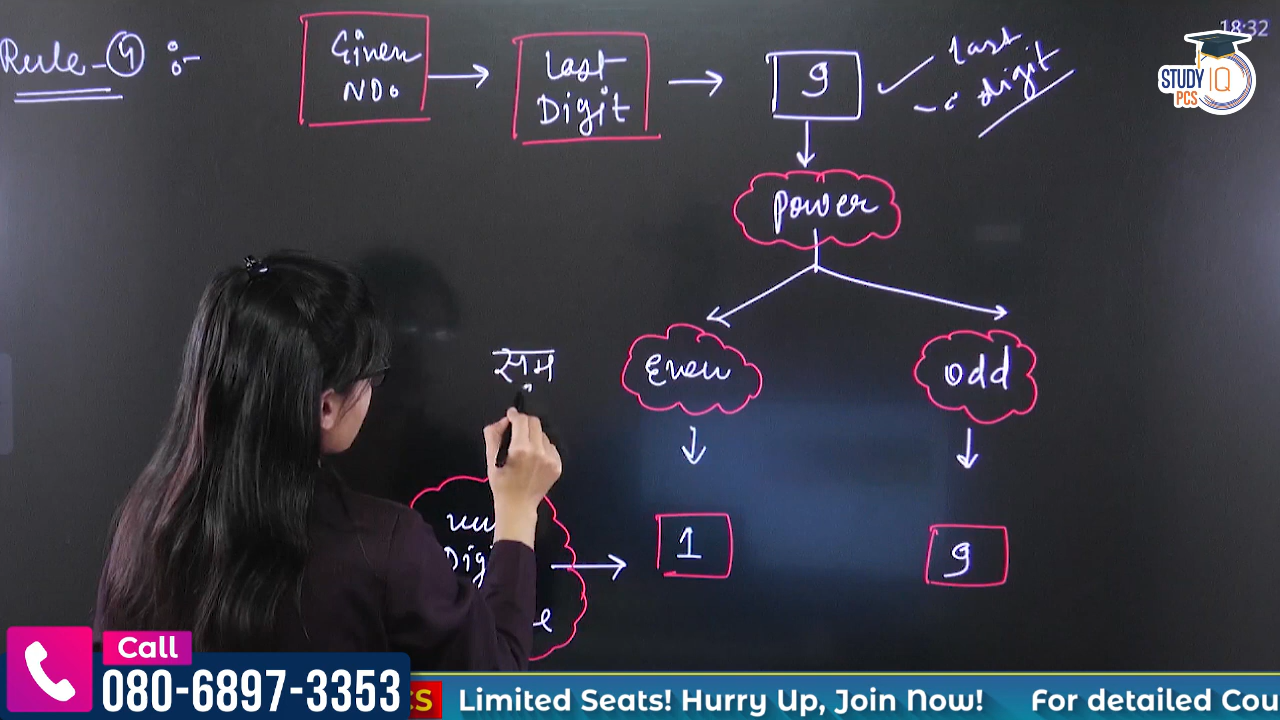 Rule-4 :-
Given
NO.
Last
Digit
9
last
digit
18:32
STUDY IQ
PCS
Power
सम
Even
Odd
1
9
Call
080-6897-3353
CS
Limited Seats! Hurry Up, Join Now!
For detailed Cou